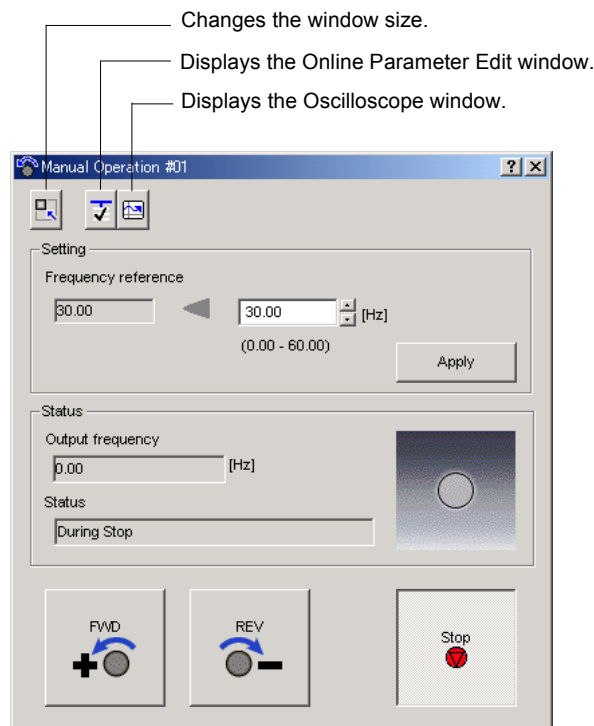 Changes the window size.
Displays the Online Parameter Edit window.
Displays the Oscilloscope window.
Manual Operation #01
Setting
Frequency reference
30.00 30.00 [Hz]
(0.00 - 60.00)
Apply
Status
Output frequency
0.00 [Hz]
Status
During Stop
FWD REV Stop